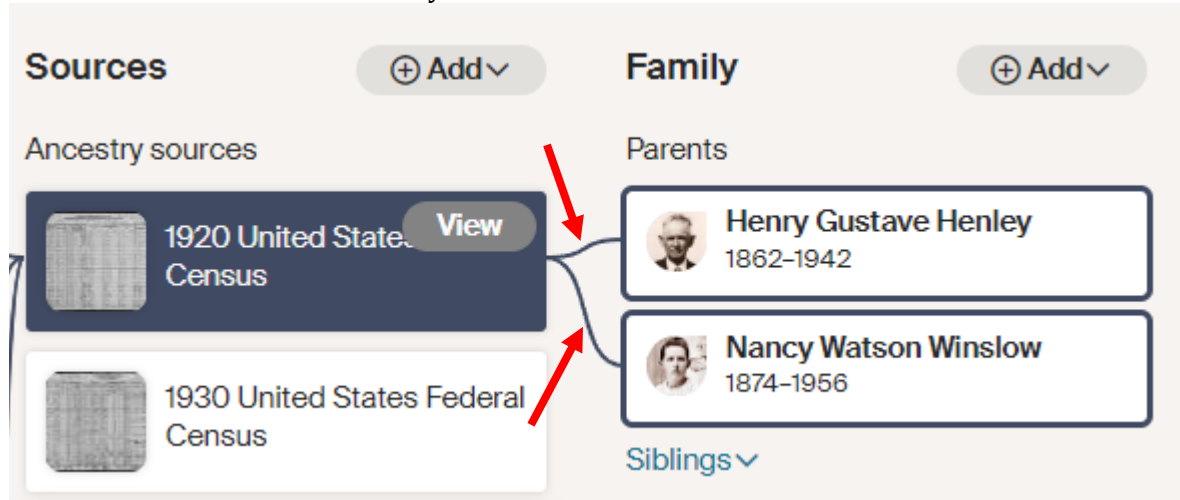 Sources
Add
Ancestry sources
1920 United State
View
Census
1930 United States Federal
Census
Family
Add
Parents
Henry Gustave Henley
1862–1942
Nancy Watson Winslow
1874–1956
Siblings